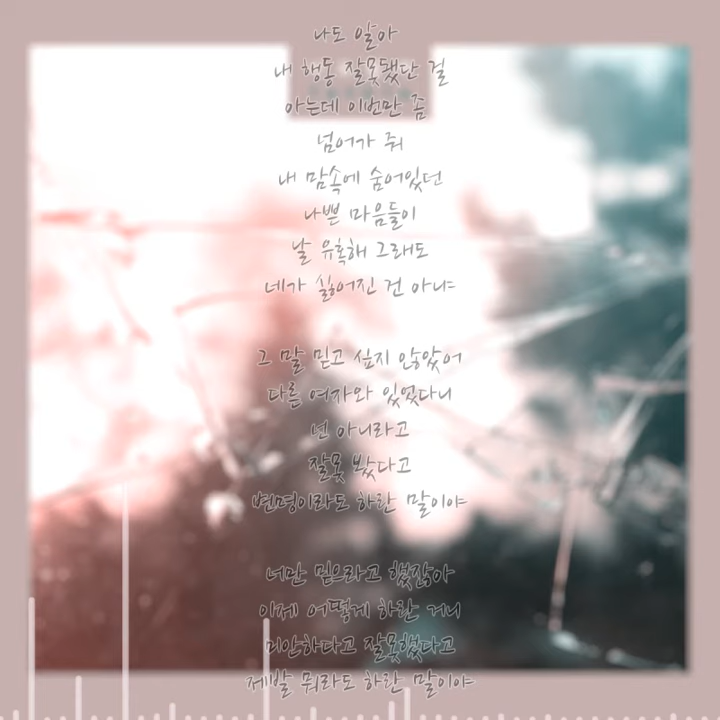 나도 알아
내 행동 잘못됐단 걸
아는데 이번만 좀
넘어가 줘
내 맘속에 숨어있던
나쁜 마음들이
날 유혹해 그래도
네가 싫어진 건 아냐
그 말 믿고 싶지 않았어
다른 여자와 있었다니
넌 아니라고
잘못 봤다고
변명이라도 하란 말이야
너만 믿으라고 했잖아
이제 어떻게 하란 거니
미안하다고 잘못했다고
제발 뭐라도 하란 말이야